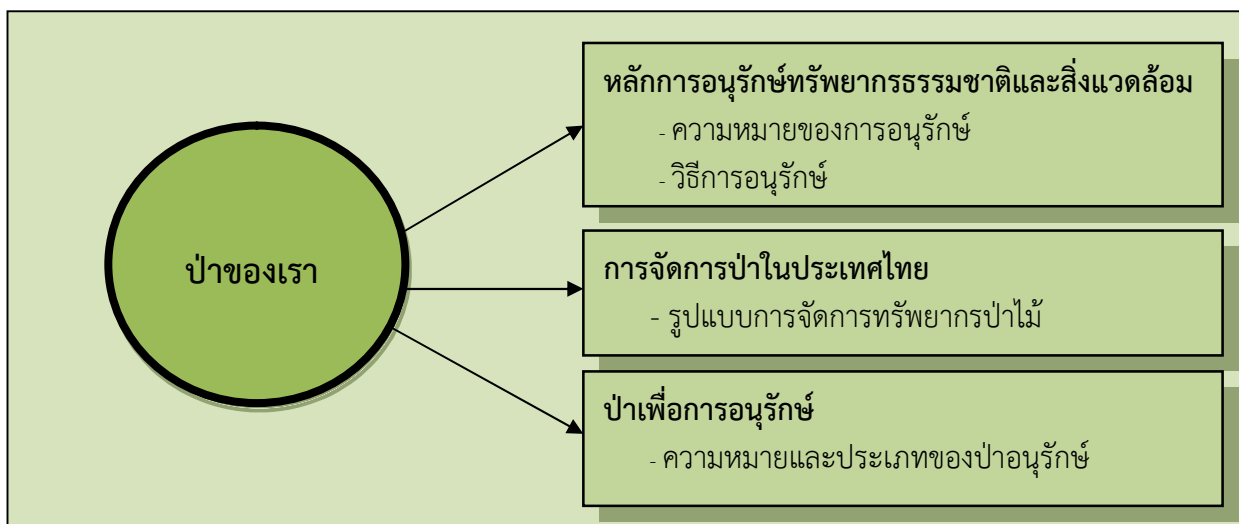 ป่าของเรา
หลักการอนุรักษ์ทรัพยากรธรรมชาติและสิ่งแวดล้อม
- ความหมายของการอนุรักษ์
- วิธีการอนุรักษ์
การจัดการป่าในประเทศไทย
- รูปแบบการจัดการทรัพยากรป่าไม้
ป่าเพื่อการอนุรักษ์
- ความหมายและประเภทของป่าอนุรักษ์